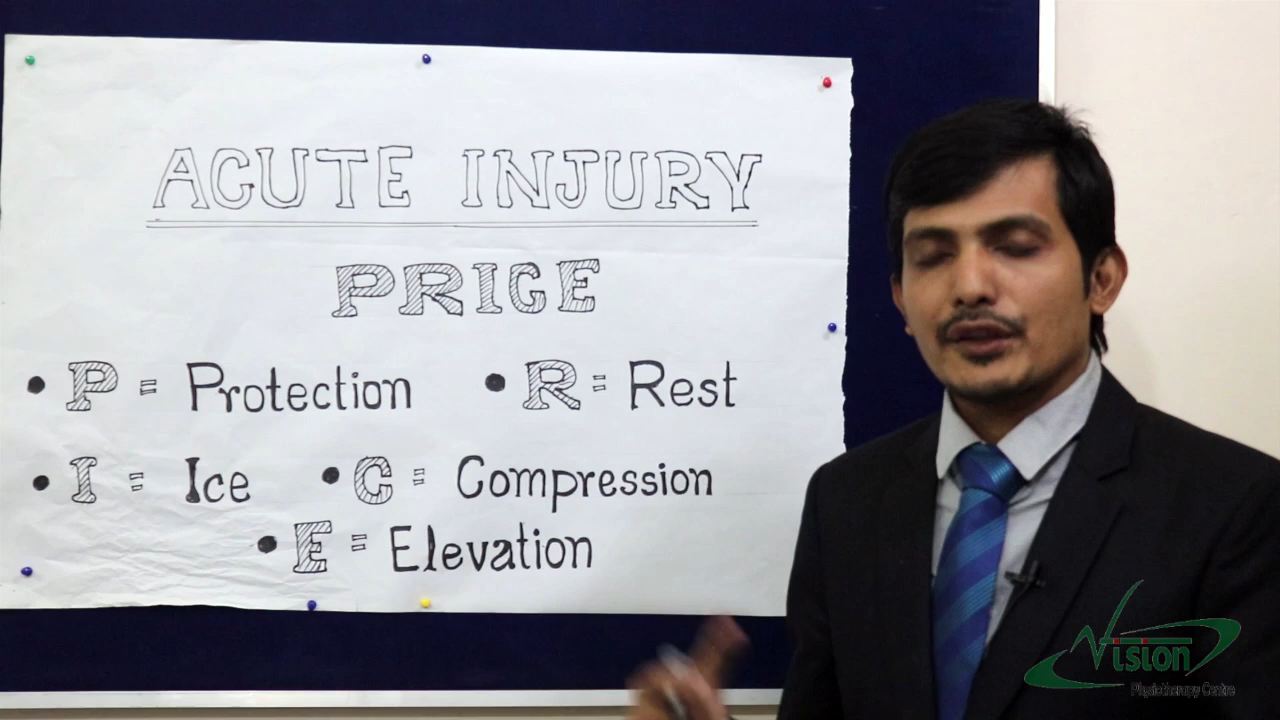 ACUTE INJURY
PRICE
• P = Protection • R = Rest
• I = Ice • C = Compression
• E = Elevation
Vision
Physiotherapy Centre